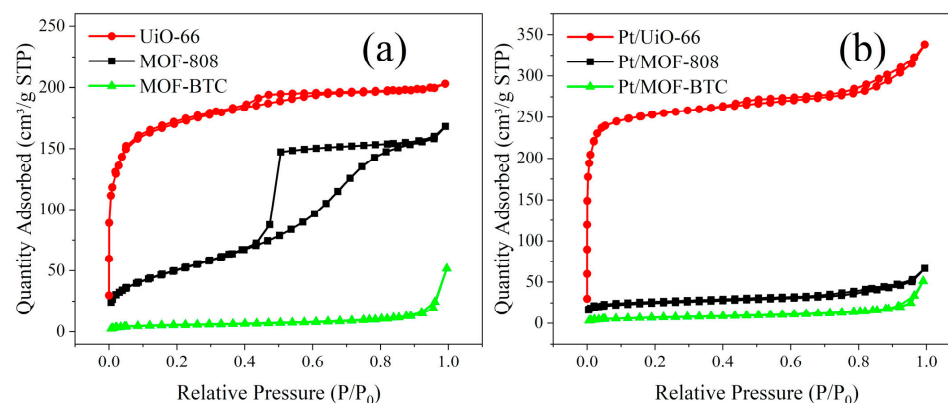 250
200
150
100
50
0
Quantity Adsorbed (cm³/g STP)
UiO-66
MOF-808
MOF-BTC
(a)
0.0 0.2 0.4 0.6 0.8 1.0
Relative Pressure (P/P₀)
350
300
250
200
150
100
50
0
Quantity Adsorbed (cm³/g STP)
Pt/UiO-66
Pt/MOF-808
Pt/MOF-BTC
(b)
0.0 0.2 0.4 0.6 0.8 1.0
Relative Pressure (P/P₀)